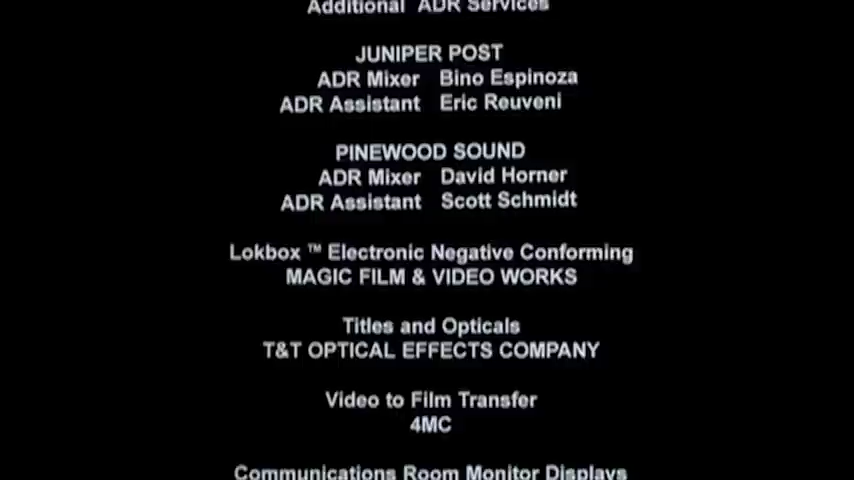 Additional ADR Services
JUNIPER POST
ADR Mixer Bino Espinoza
ADR Assistant Eric Reuveni
PINEWOOD SOUND
ADR Mixer David Horner
ADR Assistant Scott Schmidt
Lokbox ™ Electronic Negative Conforming
MAGIC FILM & VIDEO WORKS
Titles and Opticals
T&T OPTICAL EFFECTS COMPANY
Video to Film Transfer
4MC
Communications Room Monitor Displays